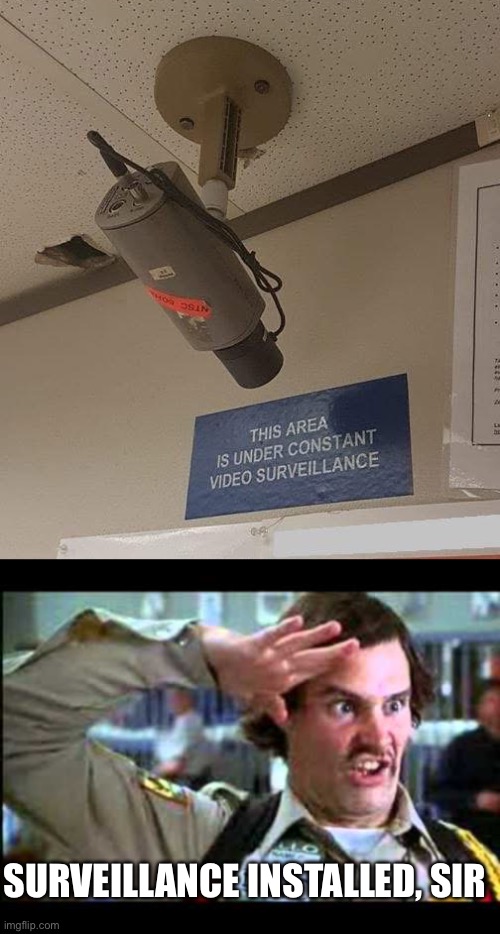 THIS AREA
IS UNDER CONSTANT
VIDEO SURVEILLANCE
SURVEILLANCE INSTALLED, SIR
imgflip.com